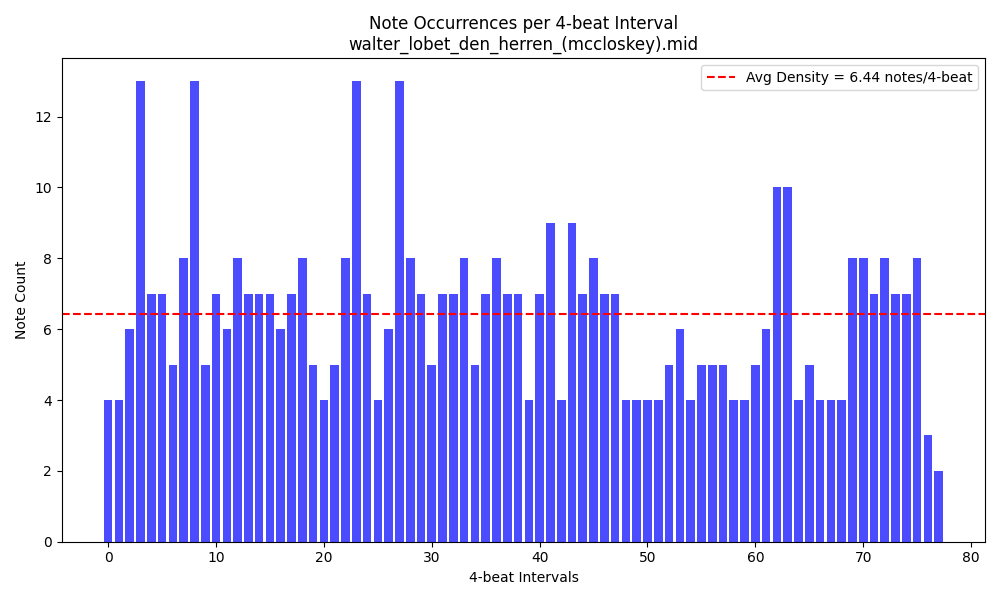 Note Occurrences per 4-beat Interval
walter_lobet_den_herren_(mccloskey).mid
Avg Density = 6.44 notes/4-beat
Note Count
12
10
8
6
4
2
0
0 10 20 30 40 50 60 70 80
4-beat Intervals